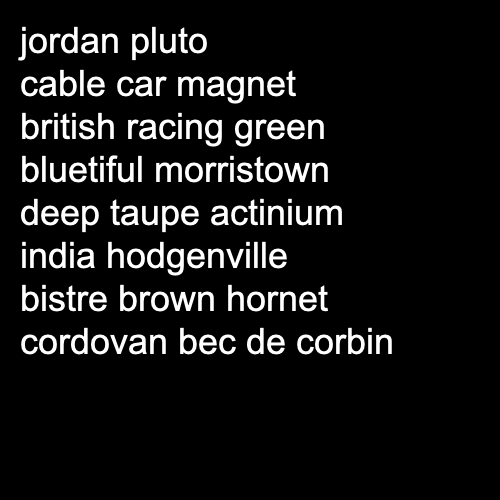 jordan pluto
cable car magnet
british racing green
bluetiful morristown
deep taupe actinium
india hodgenville
bistre brown hornet
cordovan bec de corbin